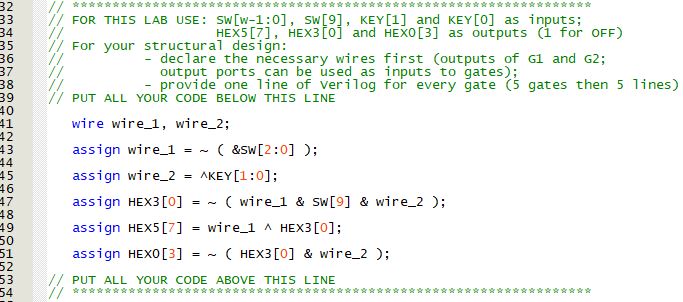 32 // *****************************************************************
33 // FOR THIS LAB USE: SW[w-1:0], SW[9], KEY[1] and KEY[0] as inputs;
34 // HEX5[7], HEX3[0] and HEX0[3] as outputs (1 for OFF)
35 // For your structural design:
36 // - declare the necessary wires first (outputs of G1 and G2;
37 // output ports can be used as inputs to gates);
38 // - provide one line of Verilog for every gate (5 gates then 5 lines)
39 // PUT ALL YOUR CODE BELOW THIS LINE
40
41 wire wire_1, wire_2;
42
43 assign wire_1 = ~ ( &SW[2:0] );
44
45 assign wire_2 = ^KEY[1:0];
46
47 assign HEX3[0] = ~ ( wire_1 & SW[9] & wire_2 );
48
49 assign HEX5[7] = wire_1 ^ HEX3[0];
50
51 assign HEX0[3] = ~ ( HEX3[0] & wire_2 );
52
53 // PUT ALL YOUR CODE ABOVE THIS LINE
54 // *****************************************************************